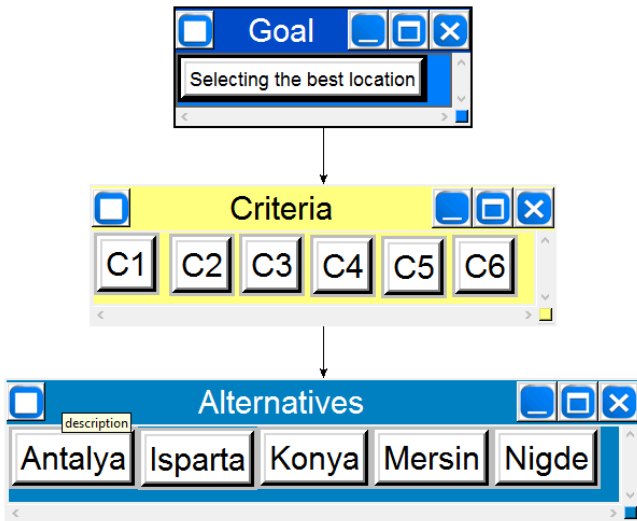 Goal
Selecting the best location
Criteria
C1 C2 C3 C4 C5 C6
Alternatives
description
Antalya Isparta Konya Mersin Nigde